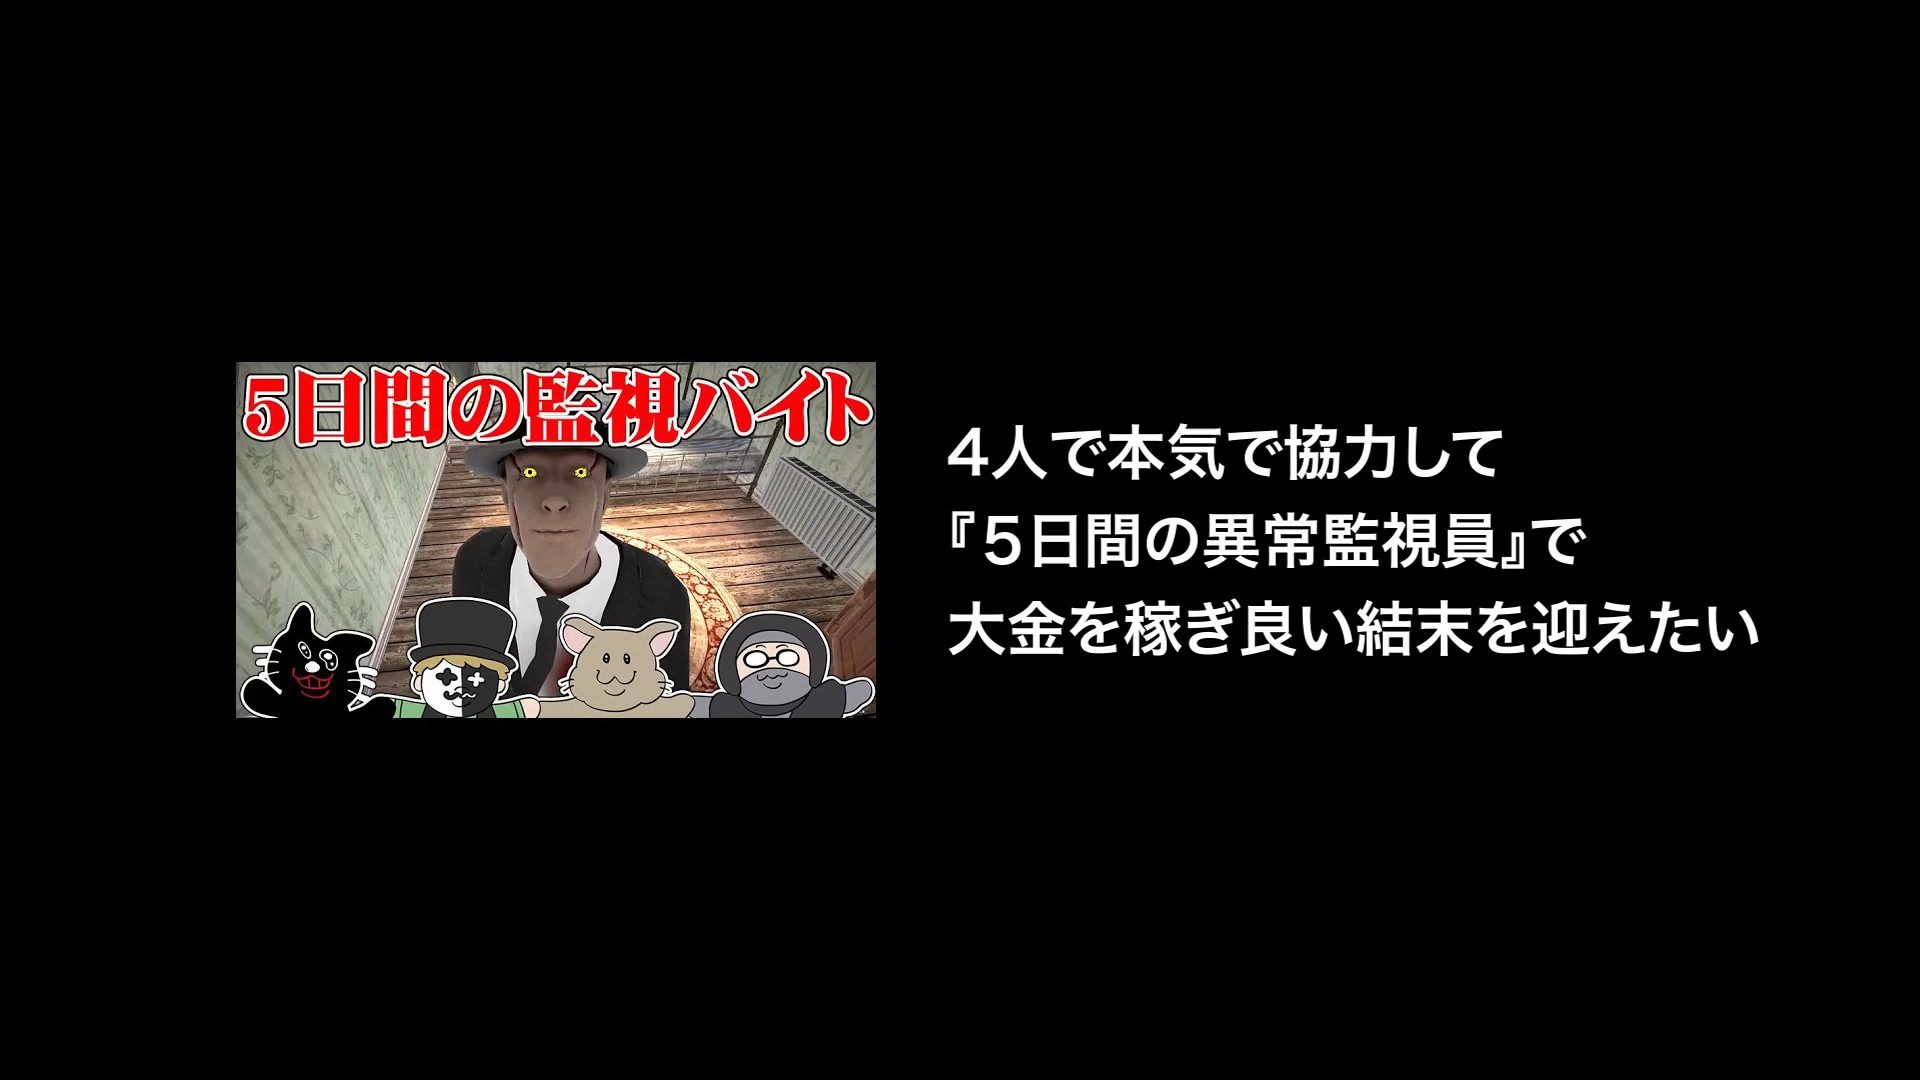 5日間の監視バイト
4人で本気で協力して
『5日間の異常監視員』で
大金を稼ぎ良い結末を迎えたい